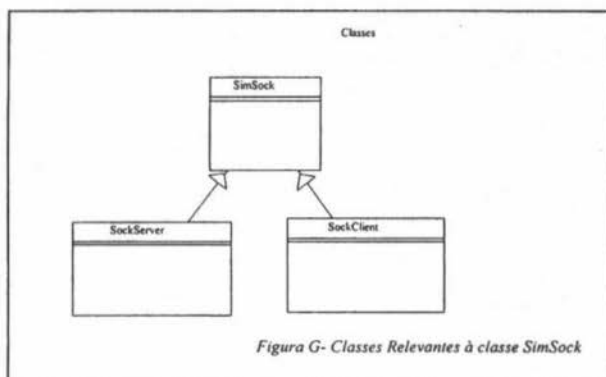 Classes
SimSock
SockServer
SockClient
Figura G- Classes Relevantes à classe SimSock